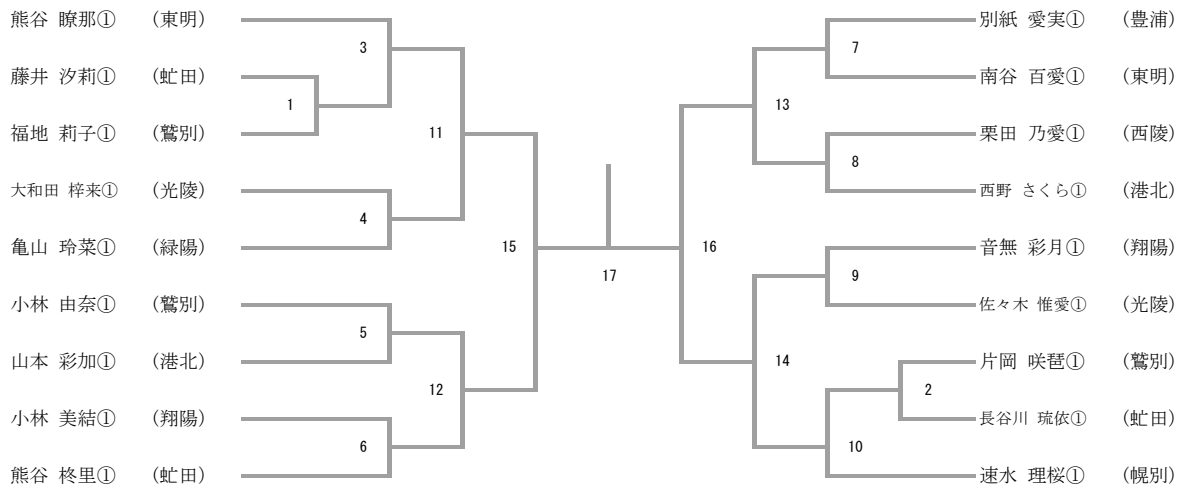 熊谷 瞭那① (東明)
3
藤井 汐莉① (虻田)
1
福地 莉子① (鷲別)
11
大和田 梓来① (光陵)
4
亀山 玲菜① (緑陽)
15
小林 由奈① (鷲別)
5
山本 彩加① (港北)
12
小林 美結① (翔陽)
6
熊谷 柊里① (虻田)
17
別紙 愛実① (豊浦)
7
南谷 百愛① (東明)
13
栗田 乃愛① (西陵)
8
西野 さくら① (港北)
16
音無 彩月① (翔陽)
9
佐々木 惟愛① (光陵)
14
片岡 咲琶① (鷲別)
2
長谷川 琉依① (虻田)
10
速水 理桜① (幌別)